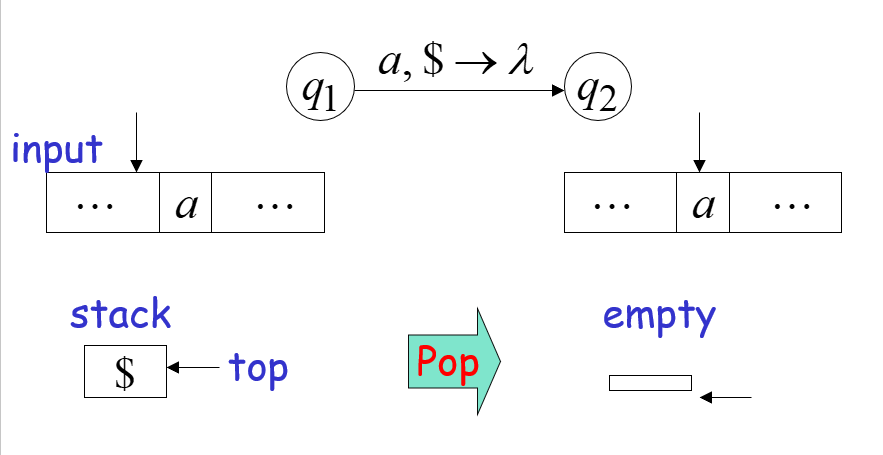 a, $ → λ
q₁ q₂
input
⋯ a ⋯ ⋯ a ⋯
stack empty
$ top Pop